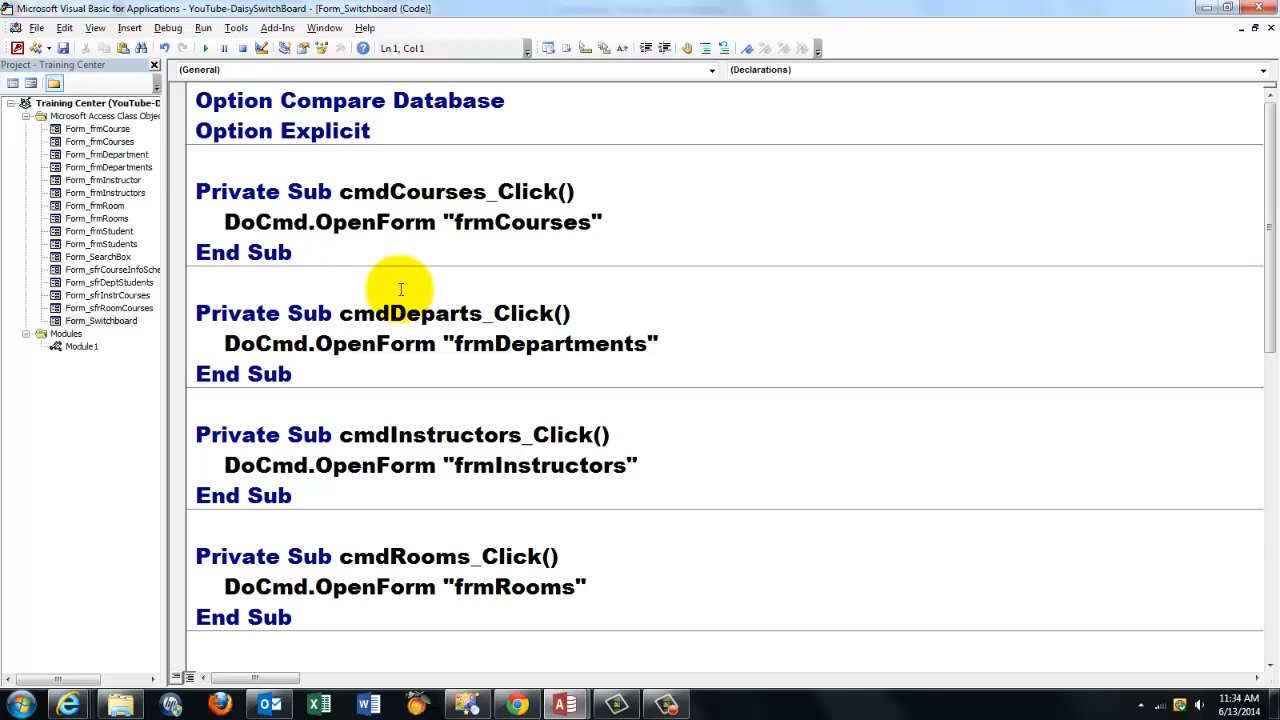 Microsoft Visual Basic for Applications - YouTube-DaisySwitchBoard - [Form_Switchboard (Code)]
File Edit View Insert Debug Run Tools Add-Ins Window Help
Ln 1, Col 1
Project - Training Center
(General)
(Declarations)
Training Center (YouTube-D
Microsoft Access Class Objec
Form_frmCourse
Form_frmCourses
Form_frmDepartment
Form_frmDepartments
Form_frmInstructor
Form_frmInstructors
Form_frmRoom
Form_frmRooms
Form_frmStudent
Form_frmStudents
Form_SearchBox
Form_sfrCourseInfoSche
Form_sfrDeptStudents
Form_sfrInstrCourses
Form_sfrRoomCourses
Form_Switchboard
Modules
Module1
Option Compare Database
Option Explicit
Private Sub cmdCourses_Click()
DoCmd.OpenForm "frmCourses"
End Sub
Private Sub cmdDeparts_Click()
DoCmd.OpenForm "frmDepartments"
End Sub
Private Sub cmdInstructors_Click()
DoCmd.OpenForm "frmInstructors"
End Sub
Private Sub cmdRooms_Click()
DoCmd.OpenForm "frmRooms"
End Sub
11:34 AM
6/13/2014